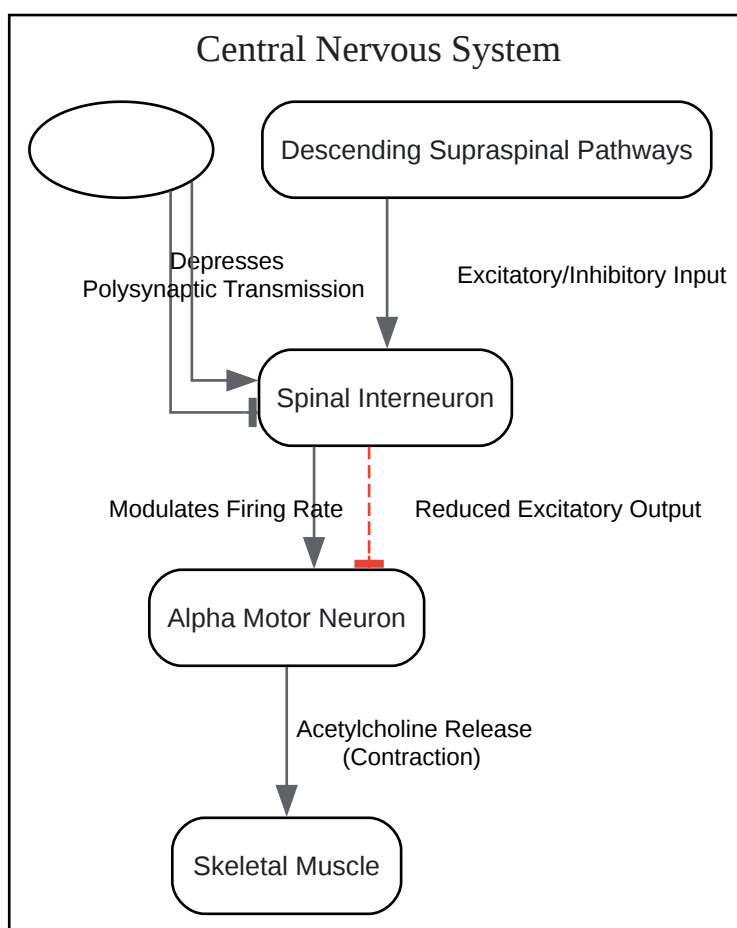 Central Nervous System
Descending Supraspinal Pathways
Depresses
Polysynaptic Transmission
Excitatory/Inhibitory Input
Spinal Interneuron
Modulates Firing Rate
Reduced Excitatory Output
Alpha Motor Neuron
Acetylcholine Release
(Contraction)
Skeletal Muscle